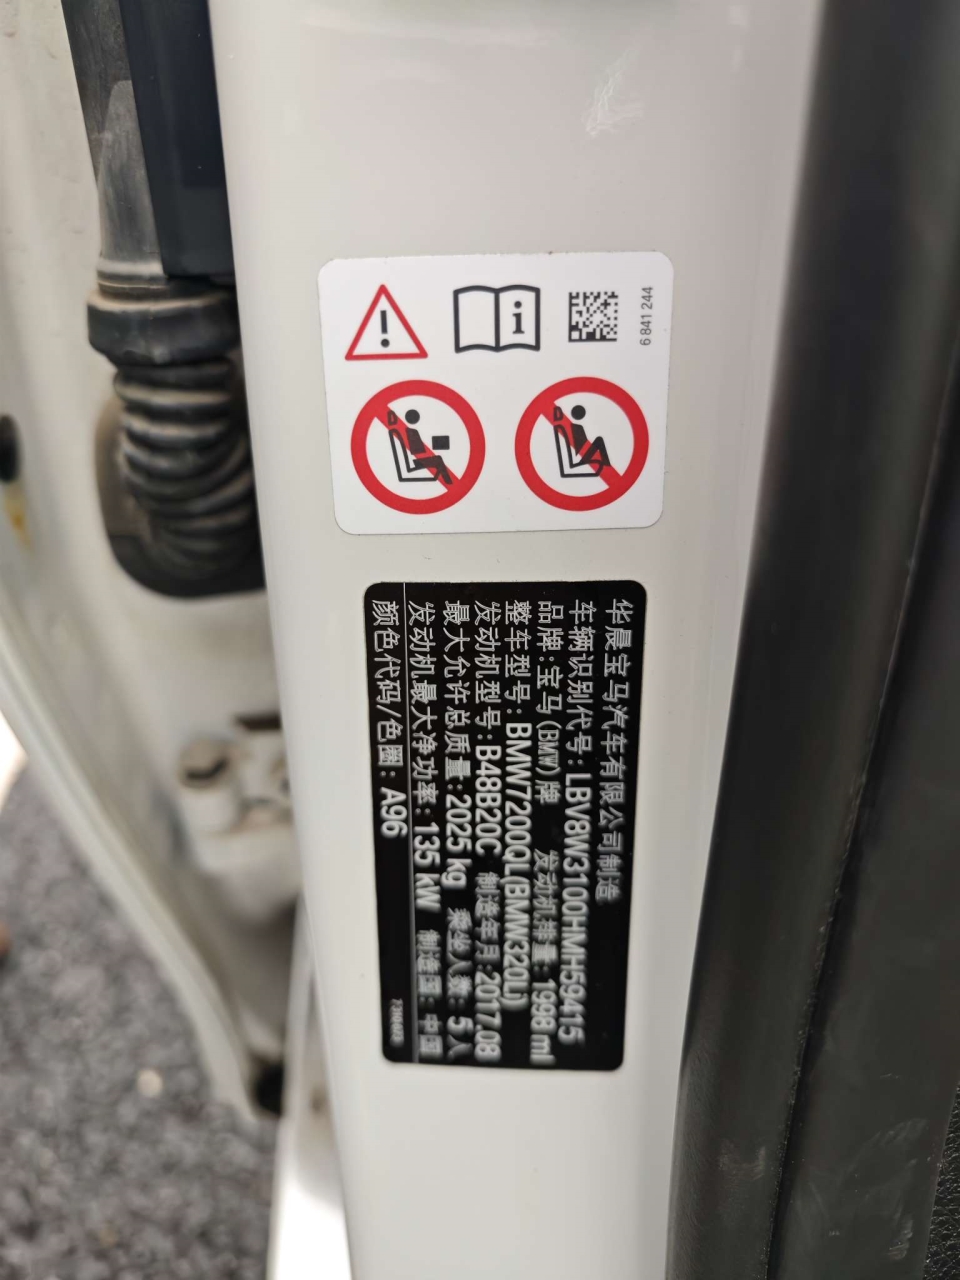 6 841 244
华晨宝马汽车有限公司制造
车辆识别代号: LBV8W3100HMH59415
品牌:宝马(BMW)牌 发动机排量: 1998 ml
整车型号: BMW7200QL(BMW320Li)
发动机型号: B48B20C 制造年月: 2017.08
最大允许总质量: 2025 kg 乘坐人数: 5 人
发动机最大净功率: 135 kW 制造国: 中国
颜色代码/色圈: A96